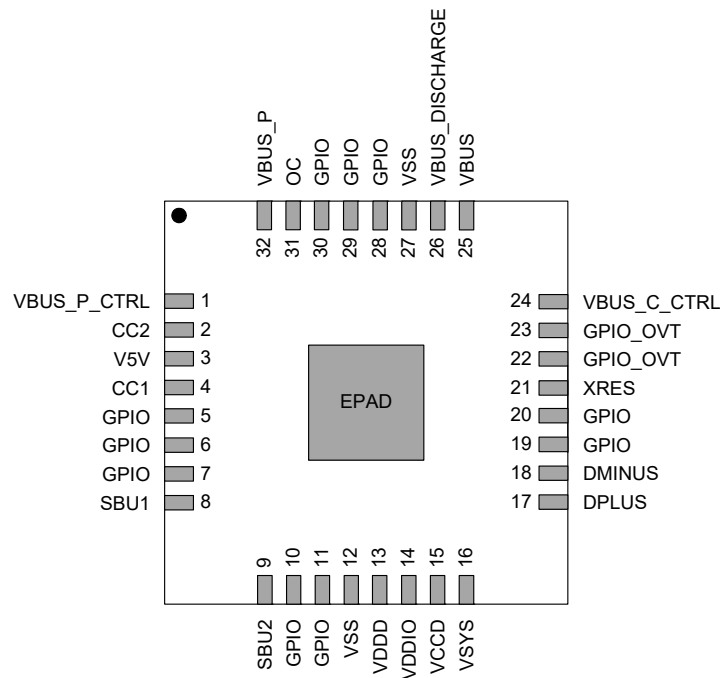 VBUS_P
OC
GPIO
GPIO
GPIO
VSS
VBUS_DISCHARGE
VBUS
32 31 30 29 28 27 26 25
VBUS_P_CTRL 1
CC2 2
V5V 3
CC1 4
GPIO 5
GPIO 6
GPIO 7
SBU1 8
EPAD
24 VBUS_C_CTRL
23 GPIO_OVT
22 GPIO_OVT
21 XRES
20 GPIO
19 GPIO
18 DMINUS
17 DPLUS
9 10 11 12 13 14 15 16
SBU2
GPIO
GPIO
VSS
VDDD
VDDIO
VCCD
VSYS